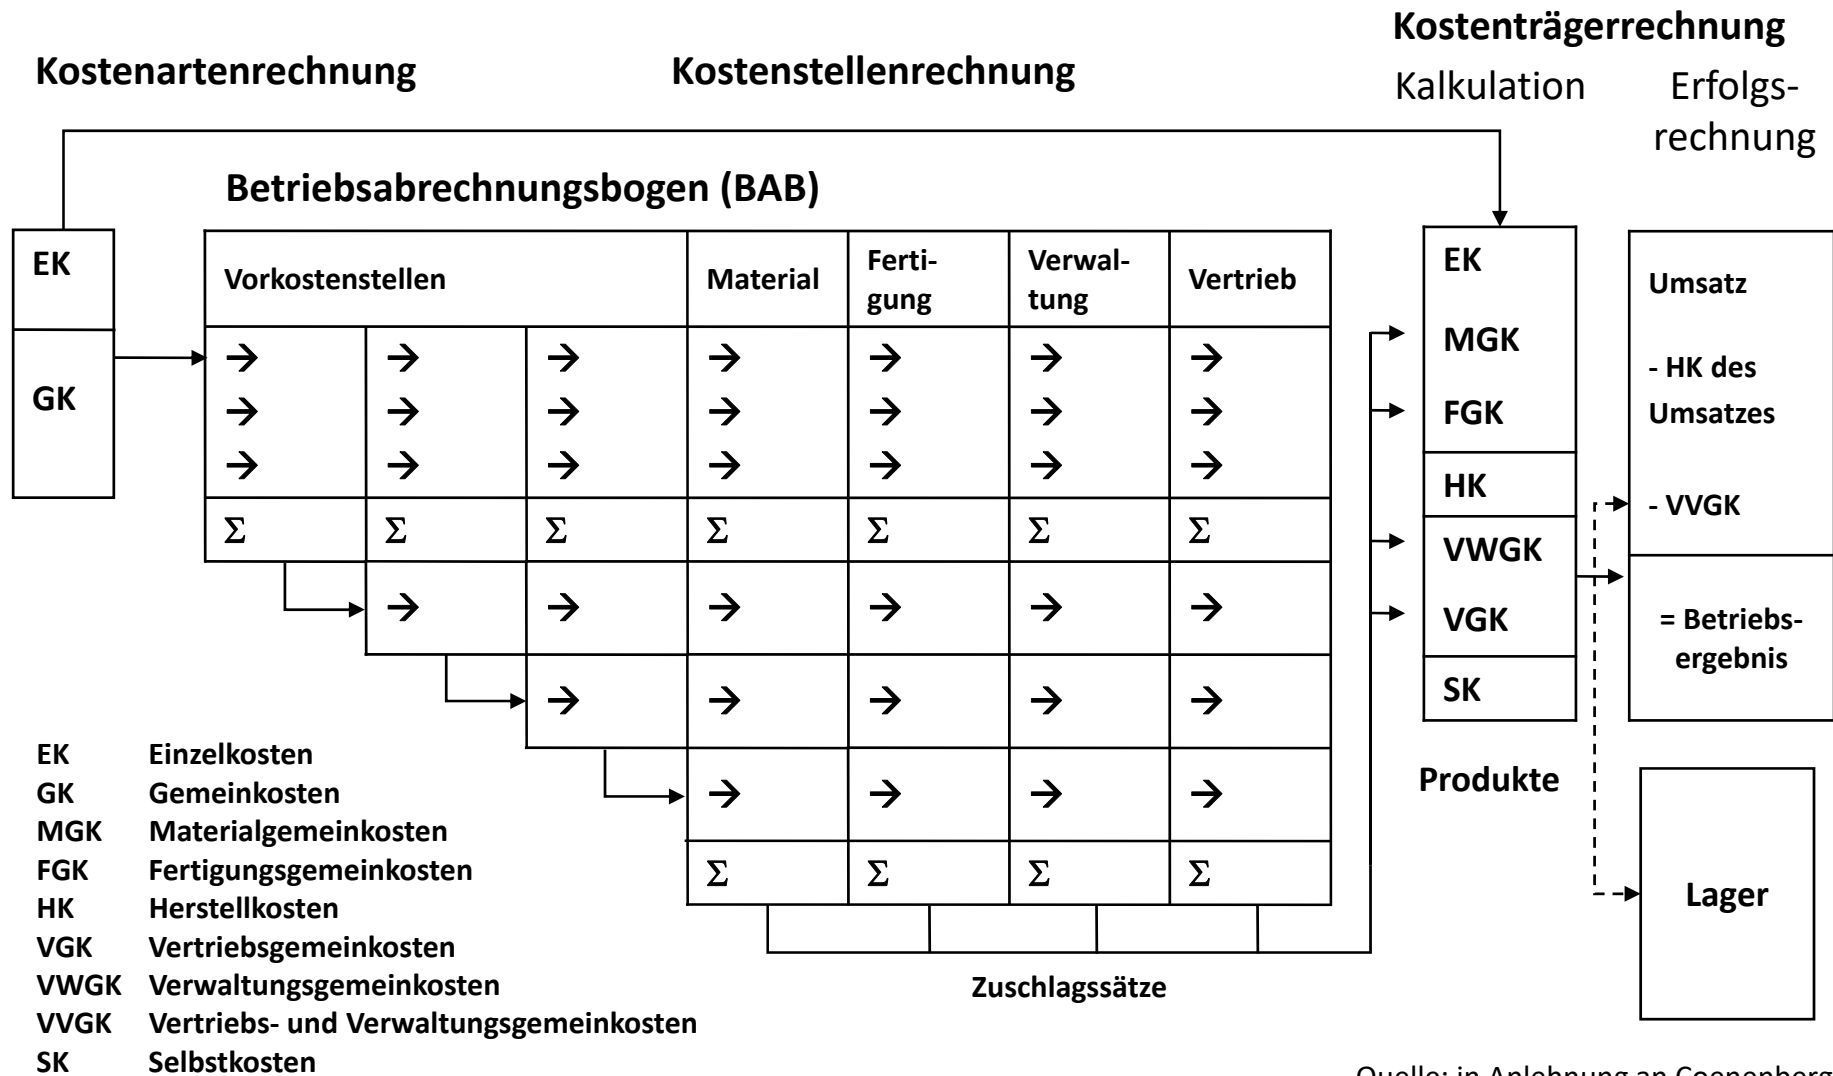 Kostenartenrechnung
Kostenstellenrechnung
Kostenträgerrechnung
Kalkulation
Erfolgs-
rechnung
Betriebsabrechnungsbogen (BAB)
EK
GK
Vorkostenstellen
Material
Ferti-
gung
Verwal-
tung
Vertrieb
→ → → → → → →
→ → → → → → →
→ → → → → → →
Σ Σ Σ Σ Σ Σ Σ
→ → → → → →
→ → → → →
→ → → →
Σ Σ Σ Σ
Zuschlagssätze
EK
MGK
FGK
HK
VWGK
VGK
SK
Produkte
Umsatz
- HK des
Umsatzes
- VVGK
= Betriebs-
ergebnis
Lager
EK Einzelkosten
GK Gemeinkosten
MGK Materialgemeinkosten
FGK Fertigungsgemeinkosten
HK Herstellkosten
VGK Vertriebsgemeinkosten
VWGK Verwaltungsgemeinkosten
VVGK Vertriebs- und Verwaltungsgemeinkosten
SK Selbstkosten
Quelle: in Anlehnung an Coenenberg